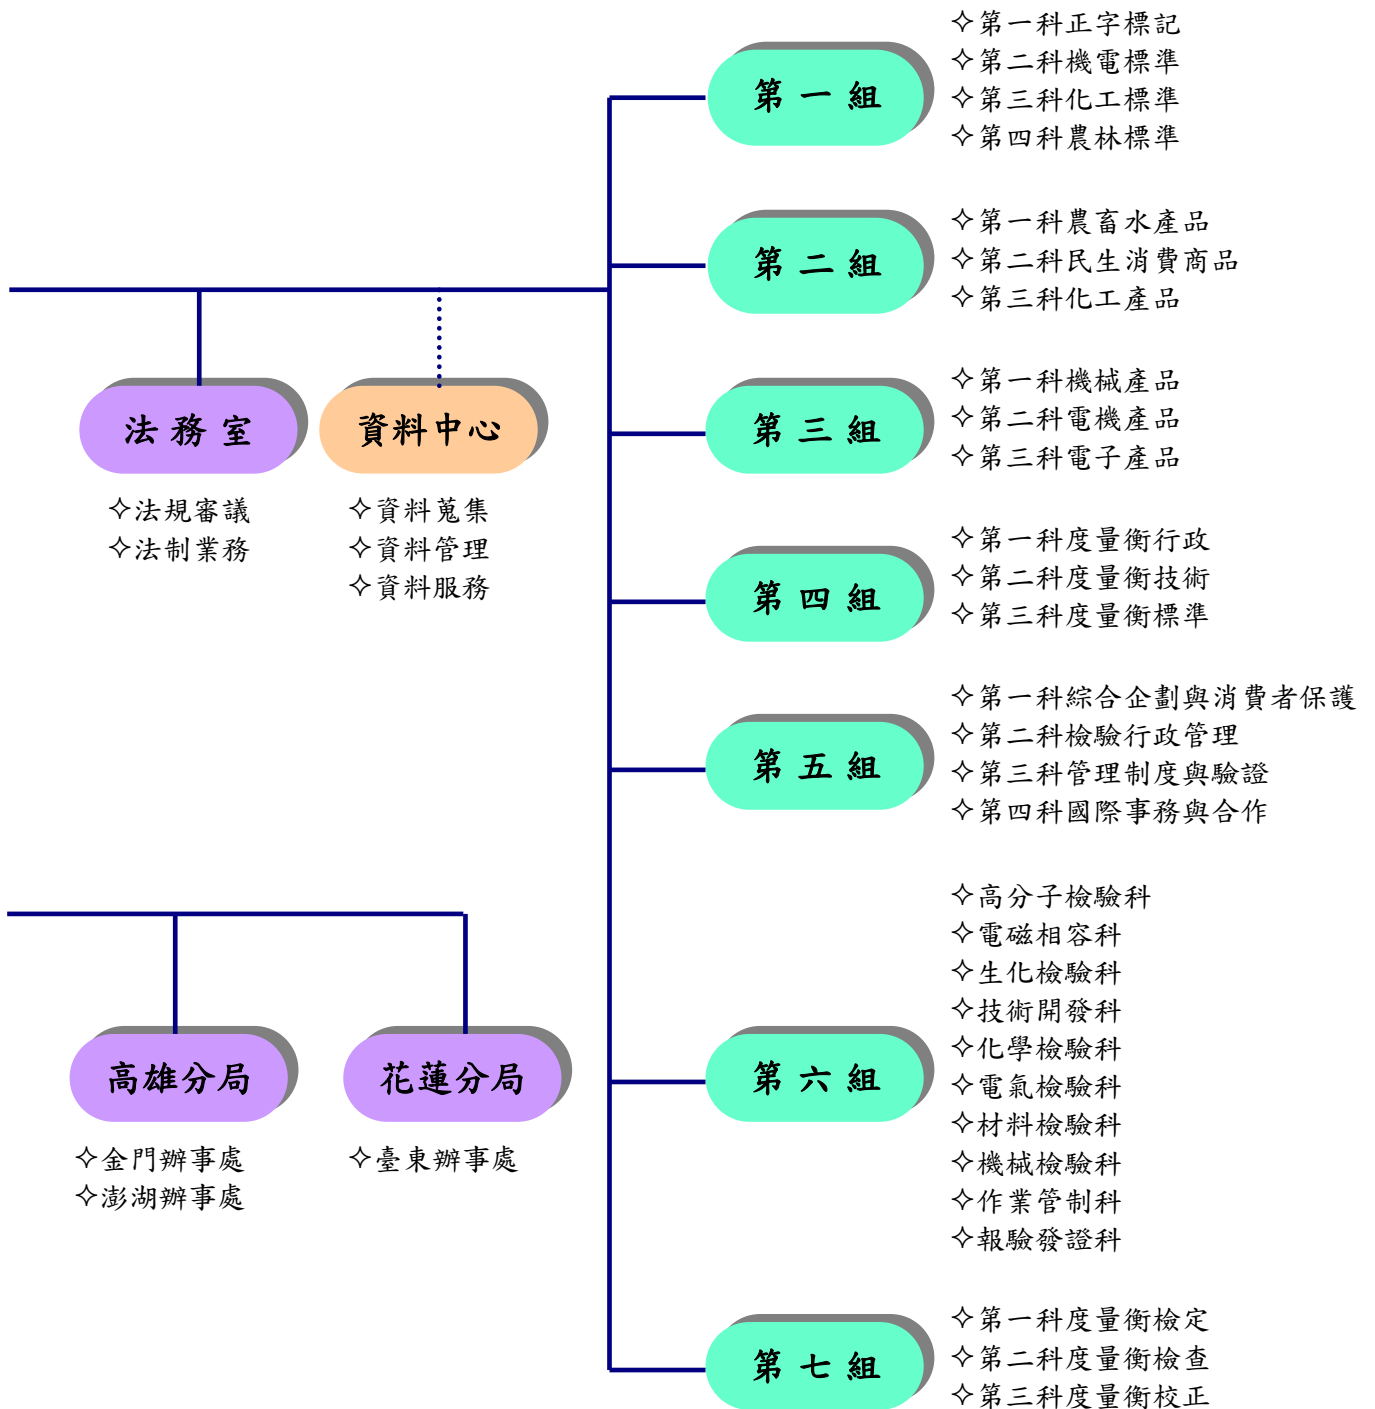 第一組
✧第一科正字標記
✧第二科機電標準
✧第三科化工標準
✧第四科農林標準
第二組
✧第一科農畜水產品
✧第二科民生消費商品
✧第三科化工產品
法務室
✧法規審議
✧法制業務
資料中心
✧資料蒐集
✧資料管理
✧資料服務
第三組
✧第一科機械產品
✧第二科電機產品
✧第三科電子產品
第四組
✧第一科度量衡行政
✧第二科度量衡技術
✧第三科度量衡標準
第五組
✧第一科綜合企劃與消費者保護
✧第二科檢驗行政管理
✧第三科管理制度與驗證
✧第四科國際事務與合作
高雄分局
✧金門辦事處
✧澎湖辦事處
花蓮分局
✧臺東辦事處
第六組
✧高分子檢驗科
✧電磁相容科
✧生化檢驗科
✧技術開發科
✧化學檢驗科
✧電氣檢驗科
✧材料檢驗科
✧機械檢驗科
✧作業管制科
✧報驗發證科
第七組
✧第一科度量衡檢定
✧第二科度量衡檢查
✧第三科度量衡校正